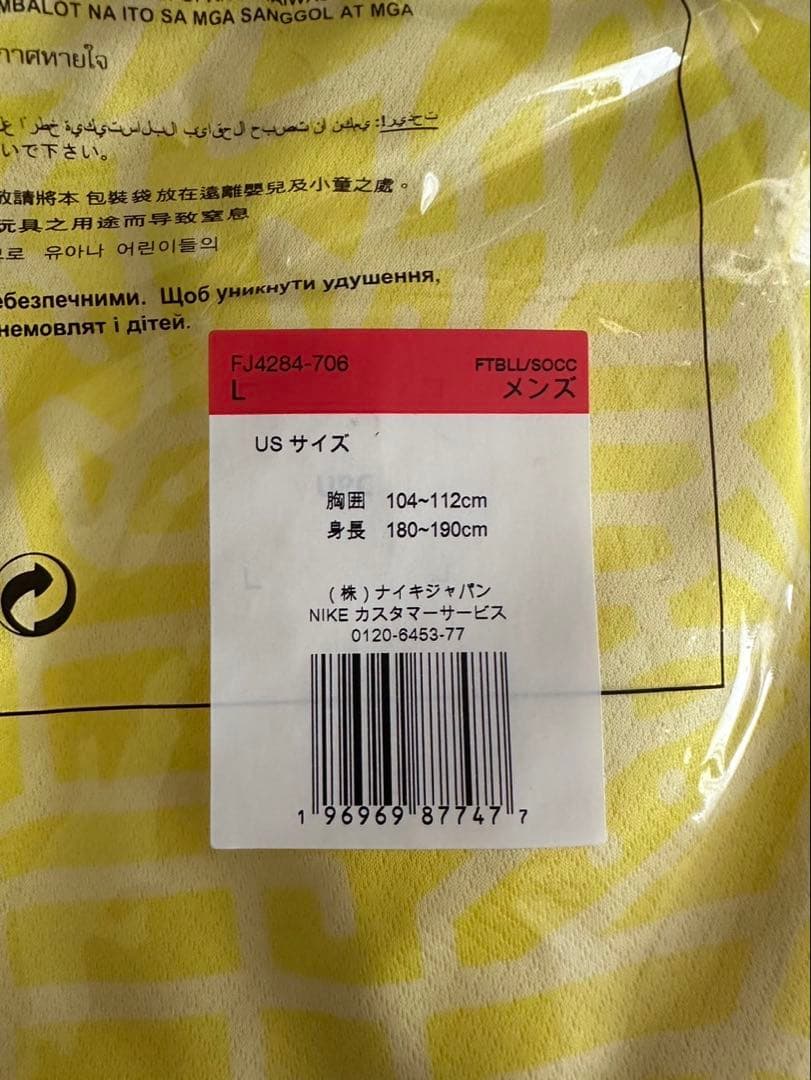 MBALOT NA ITO SA MGA SANGGOL AT MGA
กาศหายใจ
いで下さい。
故請將本 包裝袋 放在遠離嬰兒及小童之處。
玩具之用途而导致窒息
므로 유아나 어린이들의
ебезпечними. Щоб уникнути удушення,
немовлят і дітей.
FJ4284-706 FTBLL/SOCC
L メンズ
US サイズ
胸囲 104~112cm
身長 180~190cm
(株)ナイキジャパン
NIKE カスタマーサービス
0120-6453-77
1 96969 87747 7